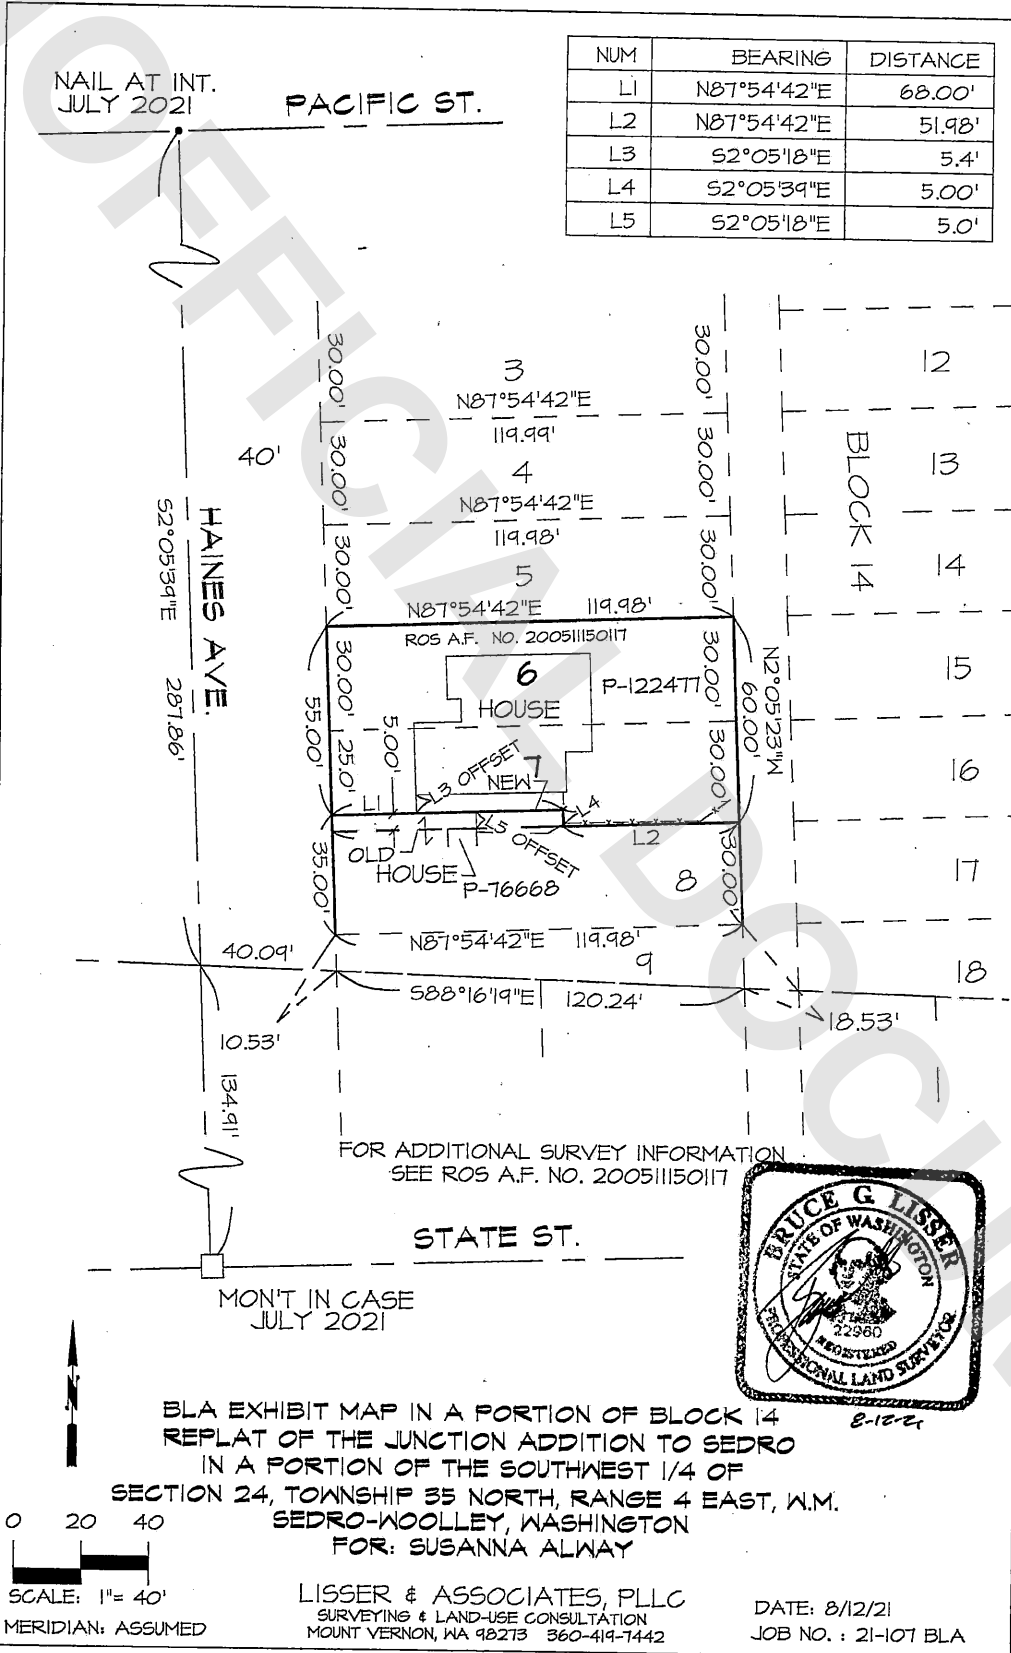 NAIL AT INT.
JULY 2021
PACIFIC ST.
NUM BEARING DISTANCE
L1 N87°54'42"E 68.00'
L2 N87°54'42"E 51.98'
L3 S2°05'18"E 5.4'
L4 S2°05'39"E 5.00'
L5 S2°05'18"E 5.0'
30.00'
3
30.00'
12
N87°54'42"E
119.99'
40'
30.00'
4
30.00'
BLOCK 14
13
N87°54'42"E
119.98'
HAINES AVE.
S2°05'39"E 287.86'
30.00'
5
30.00'
14
N87°54'42"E 119.98'
ROS A.F. NO. 200511150117
30.00'
6
HOUSE
P-122477
30.00'
60.00'
N2°05'23"W
15
55.00'
25.0'
5.00'
L3 OFFSET
7
NEW
30.00'
16
L1
L4
L5 OFFSET
L2
OLD
HOUSE
P-76668
35.00'
8
30.00'
17
N87°54'42"E 119.98'
40.09'
9
18
S88°16'19"E 120.24'
10.53'
18.53'
134.91'
FOR ADDITIONAL SURVEY INFORMATION
SEE ROS A.F. NO. 200511150117
STATE ST.
MON'T IN CASE
JULY 2021
BRUCE G. LISSER
STATE OF WASHINGTON
22960
REGISTERED
PROFESSIONAL LAND SURVEYOR
8-12-21
N
BLA EXHIBIT MAP IN A PORTION OF BLOCK 14
REPLAT OF THE JUNCTION ADDITION TO SEDRO
IN A PORTION OF THE SOUTHWEST 1/4 OF
SECTION 24, TOWNSHIP 35 NORTH, RANGE 4 EAST, W.M.
SEDRO-WOOLLEY, WASHINGTON
FOR: SUSANNA ALWAY
0 20 40
SCALE: 1"= 40'
MERIDIAN: ASSUMED
LISSER & ASSOCIATES, PLLC
SURVEYING & LAND-USE CONSULTATION
MOUNT VERNON, WA 98273 360-419-7442
DATE: 8/12/21
JOB NO. : 21-107 BLA